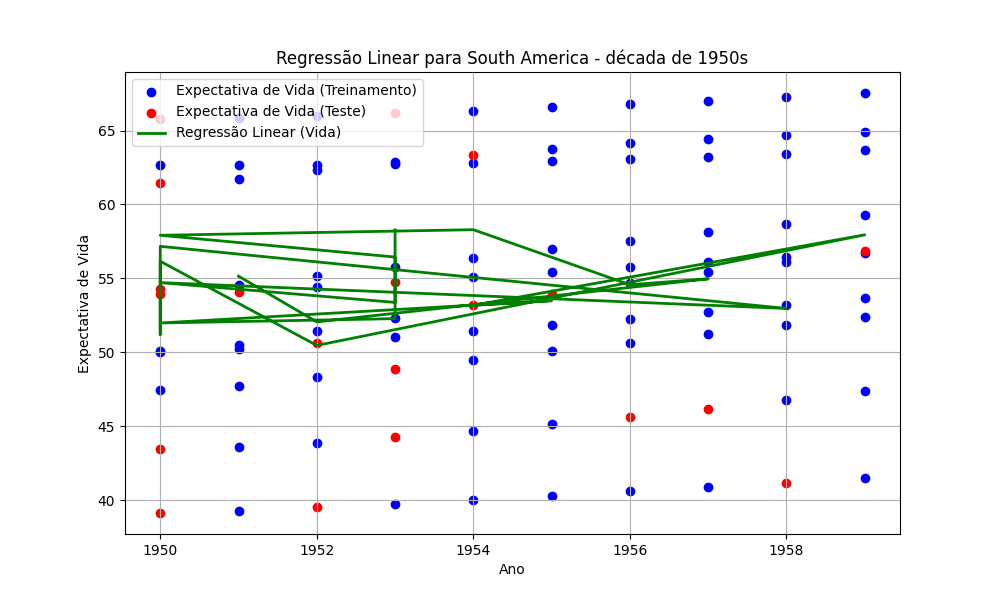 Regressão Linear para South America - década de 1950s
Expectativa de Vida (Treinamento)
Expectativa de Vida (Teste)
Regressão Linear (Vida)
Expectativa de Vida
65
60
55
50
45
40
1950 1952 1954 1956 1958
Ano